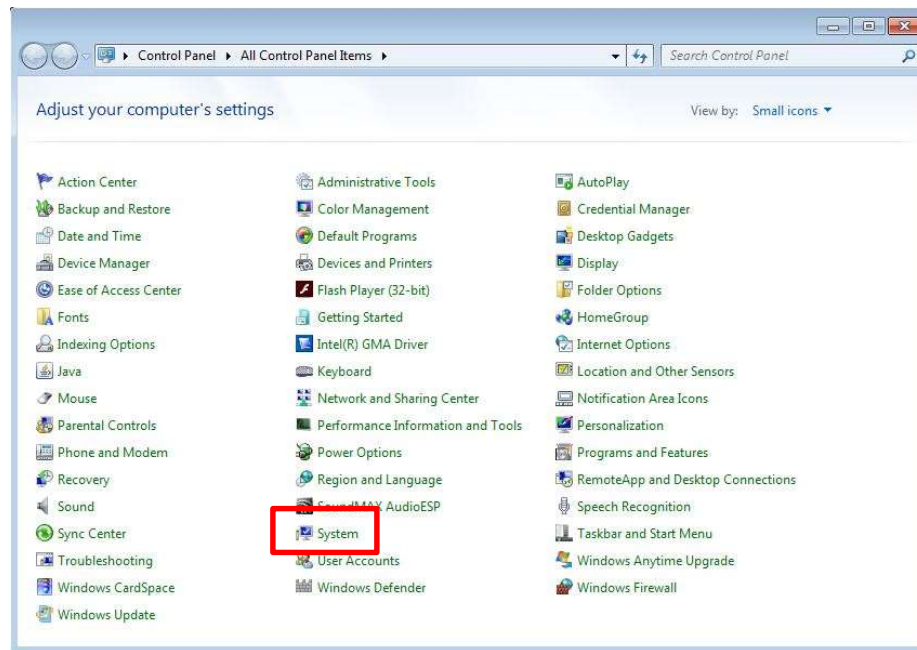 Control Panel All Control Panel Items Search Control Panel
Adjust your computer's settings View by: Small icons
Action Center Administrative Tools AutoPlay
Backup and Restore Color Management Credential Manager
Date and Time Default Programs Desktop Gadgets
Device Manager Devices and Printers Display
Ease of Access Center Flash Player (32-bit) Folder Options
Fonts Getting Started HomeGroup
Indexing Options Intel(R) GMA Driver Internet Options
Java Keyboard Location and Other Sensors
Mouse Network and Sharing Center Notification Area Icons
Parental Controls Performance Information and Tools Personalization
Phone and Modem Power Options Programs and Features
Recovery Region and Language RemoteApp and Desktop Connections
Sound SoundMAX AudioESP Speech Recognition
Sync Center System Taskbar and Start Menu
Troubleshooting User Accounts Windows Anytime Upgrade
Windows CardSpace Windows Defender Windows Firewall
Windows Update